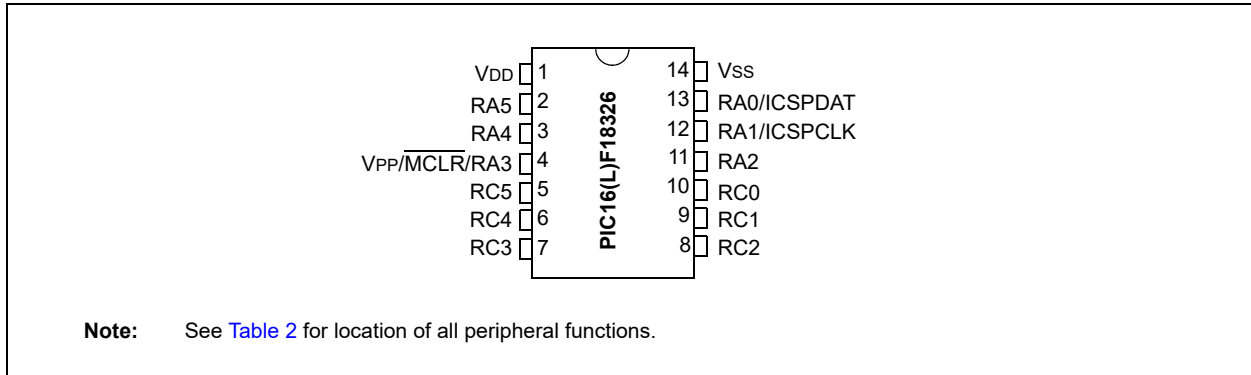 VDD 1 14 VSS
RA5 2 13 RA0/ICSPDAT
RA4 3 12 RA1/ICSPCLK
VPP/MCLR/RA3 4 11 RA2
RC5 5 10 RC0
RC4 6 9 RC1
RC3 7 8 RC2
PIC16(L)F18326
Note: See Table 2 for location of all peripheral functions.